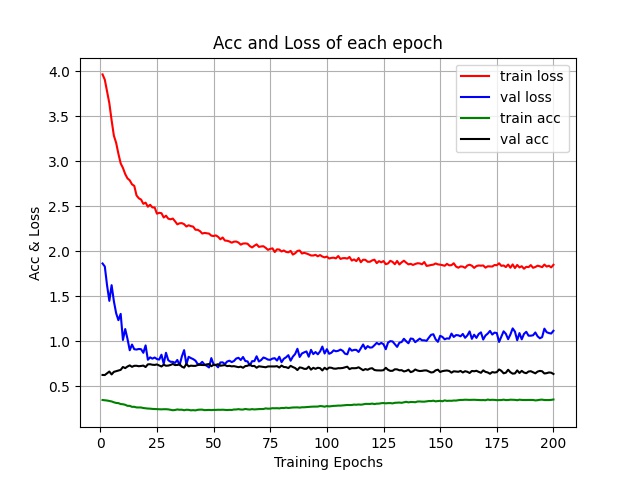 Acc and Loss of each epoch
4.0
3.5
3.0
2.5
2.0
1.5
1.0
0.5
Acc & Loss
train loss
val loss
train acc
val acc
0 25 50 75 100 125 150 175 200
Training Epochs